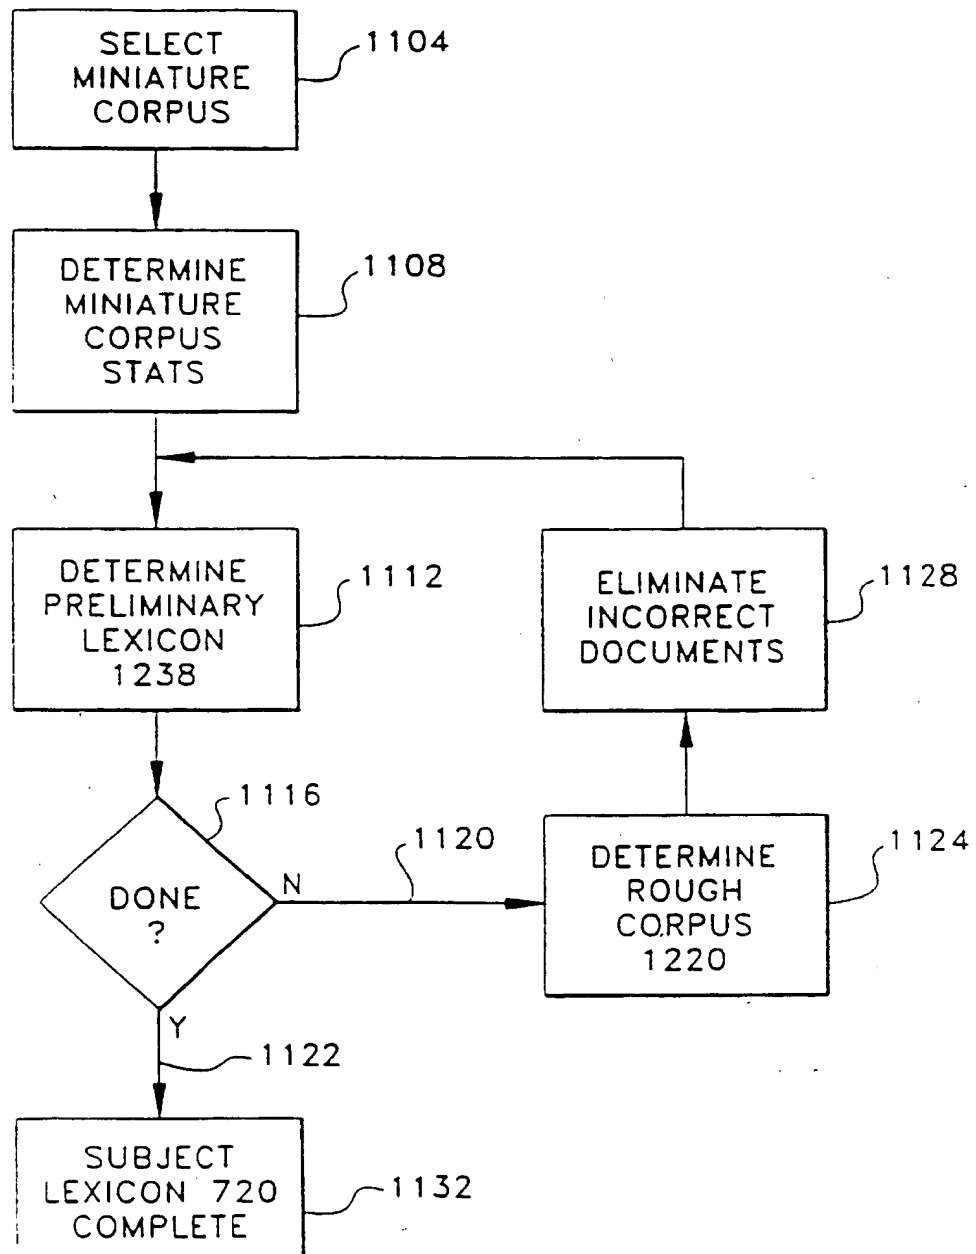 SELECT
MINIATURE
CORPUS
1104
DETERMINE
MINIATURE
CORPUS
STATS
1108
DETERMINE
PRELIMINARY
LEXICON
1238
1112
ELIMINATE
INCORRECT
DOCUMENTS
1128
DONE
?
1116
N
1120
DETERMINE
ROUGH
CORPUS
1220
1124
Y
1122
SUBJECT
LEXICON 720
COMPLETE
1132